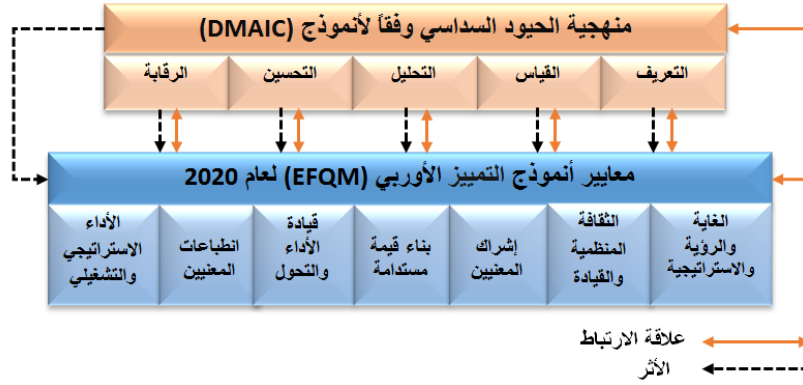 منهجية الحيود السداسي وفقاً لأنموذج (DMAIC)
التعريف
القياس
التحليل
التحسين
الرقابة
معايير أنموذج التمييز الأوربي (EFQM) لعام 2020
الغاية
والرؤية
والاستراتيجية
الثقافة
المنظمية
والقيادة
إشراك
المعنيين
بناء قيمة
مستدامة
قيادة
الأداء
والتحول
انطباعات
المعنيين
الأداء
الاستراتيجي
والتشغيلي
علاقة الارتباط
الأثر